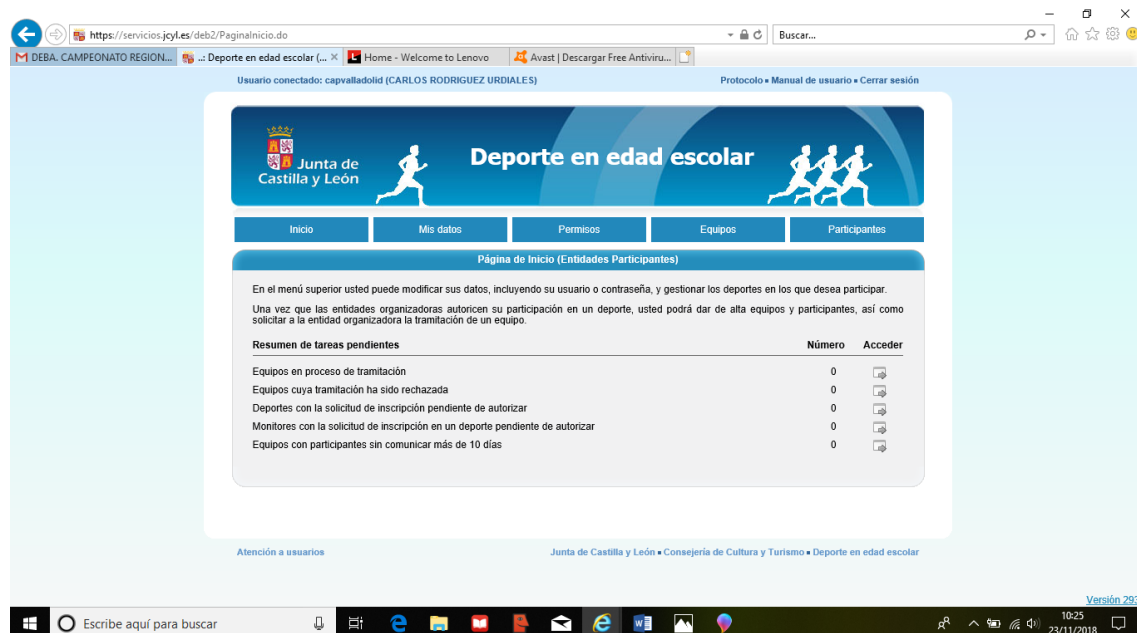 https://servicios.jcyl.es/deb2/PaginaInicio.do
Buscar...
DEBA. CAMPEONATO REGION...
..: Deporte en edad escolar (...
Home - Welcome to Lenovo
Avast | Descargar Free Antiviru...
Usuario conectado: capvalladolid (CARLOS RODRIGUEZ URDIALES)
Protocolo ▪ Manual de usuario ▪ Cerrar sesión
Junta de
Castilla y León
Deporte en edad escolar
Inicio
Mis datos
Permisos
Equipos
Participantes
Página de Inicio (Entidades Participantes)
En el menú superior usted puede modificar sus datos, incluyendo su usuario o contraseña, y gestionar los deportes en los que desea participar.
Una vez que las entidades organizadoras autoricen su participación en un deporte, usted podrá dar de alta equipos y participantes, así como
solicitar a la entidad organizadora la tramitación de un equipo.
Resumen de tareas pendientes Número Acceder
Equipos en proceso de tramitación 0
Equipos cuya tramitación ha sido rechazada 0
Deportes con la solicitud de inscripción pendiente de autorizar 0
Monitores con la solicitud de inscripción en un deporte pendiente de autorizar 0
Equipos con participantes sin comunicar más de 10 días 0
Atención a usuarios
Junta de Castilla y León ▪ Consejería de Cultura y Turismo ▪ Deporte en edad escolar
Versión 293
Escribe aquí para buscar
10:25
23/11/2018